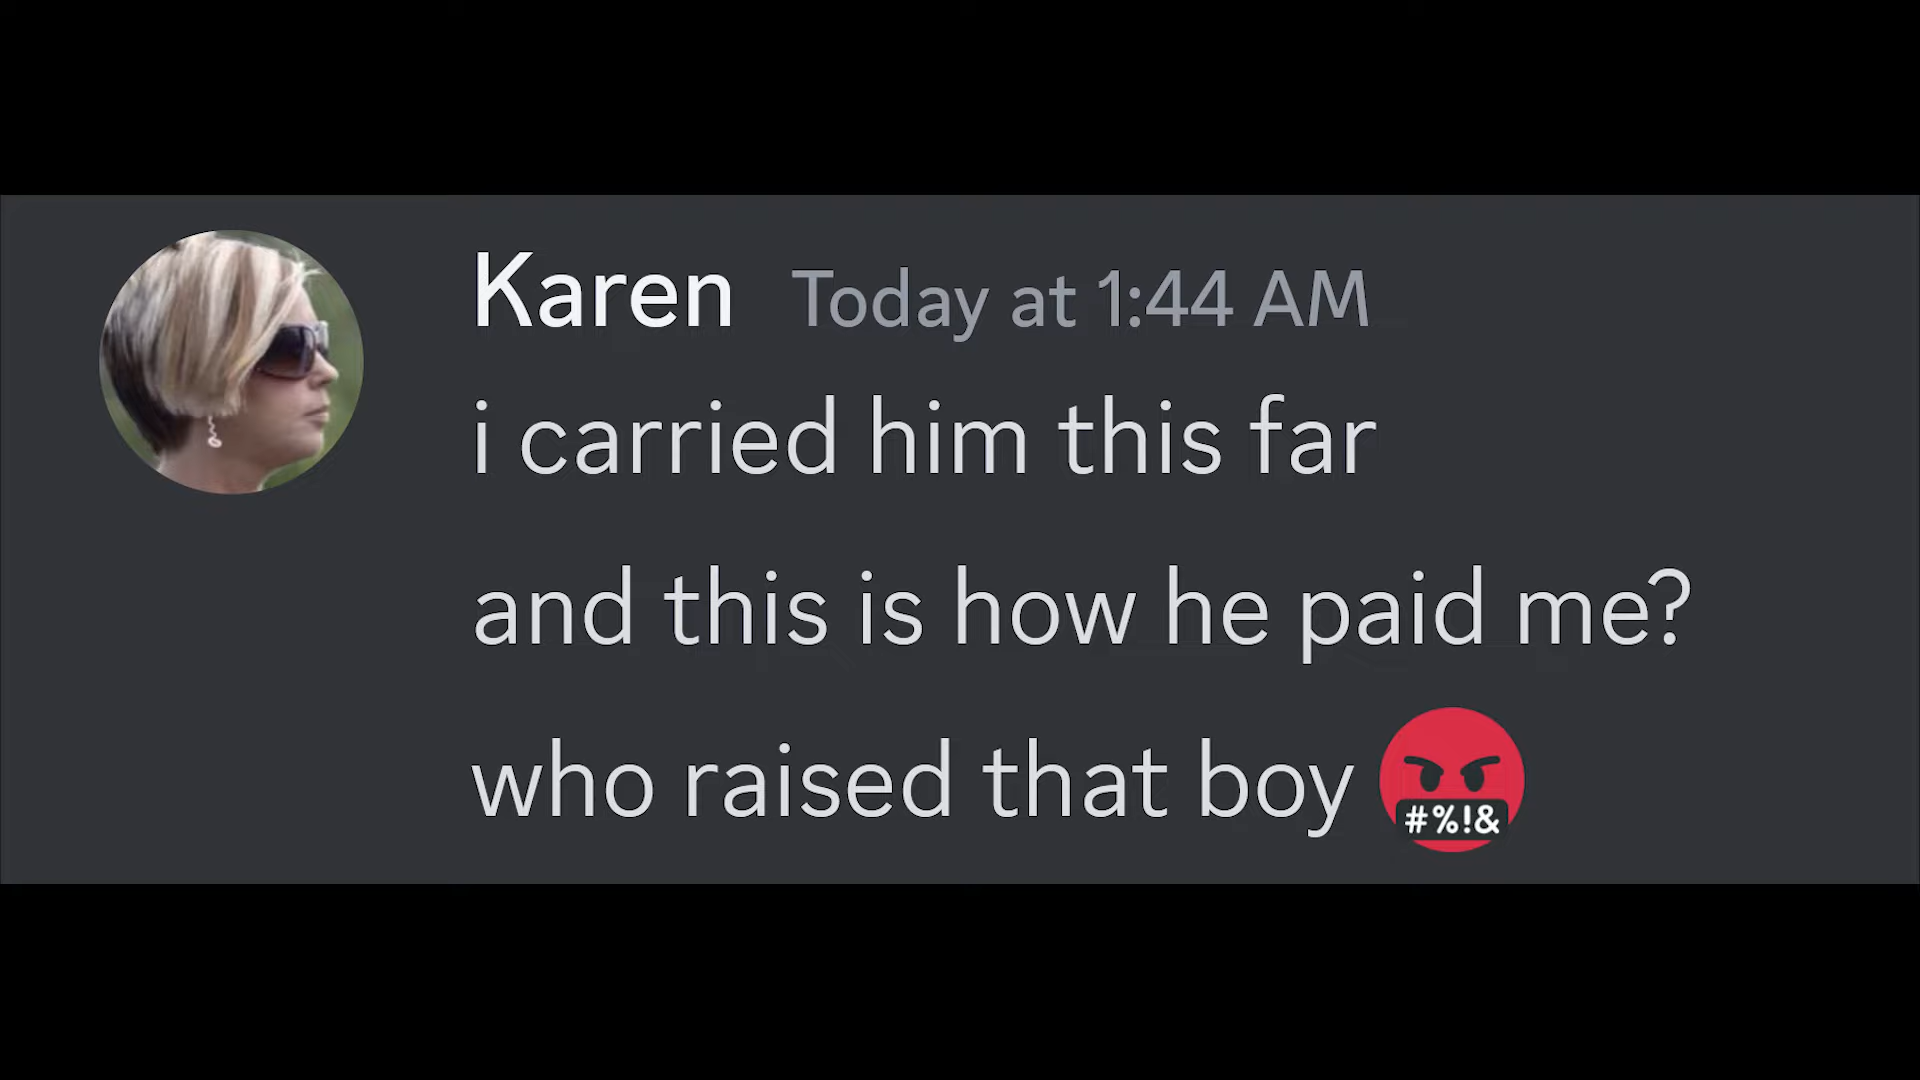 Karen Today at 1:44 AM
i carried him this far
and this is how he paid me?
who raised that boy 🤬